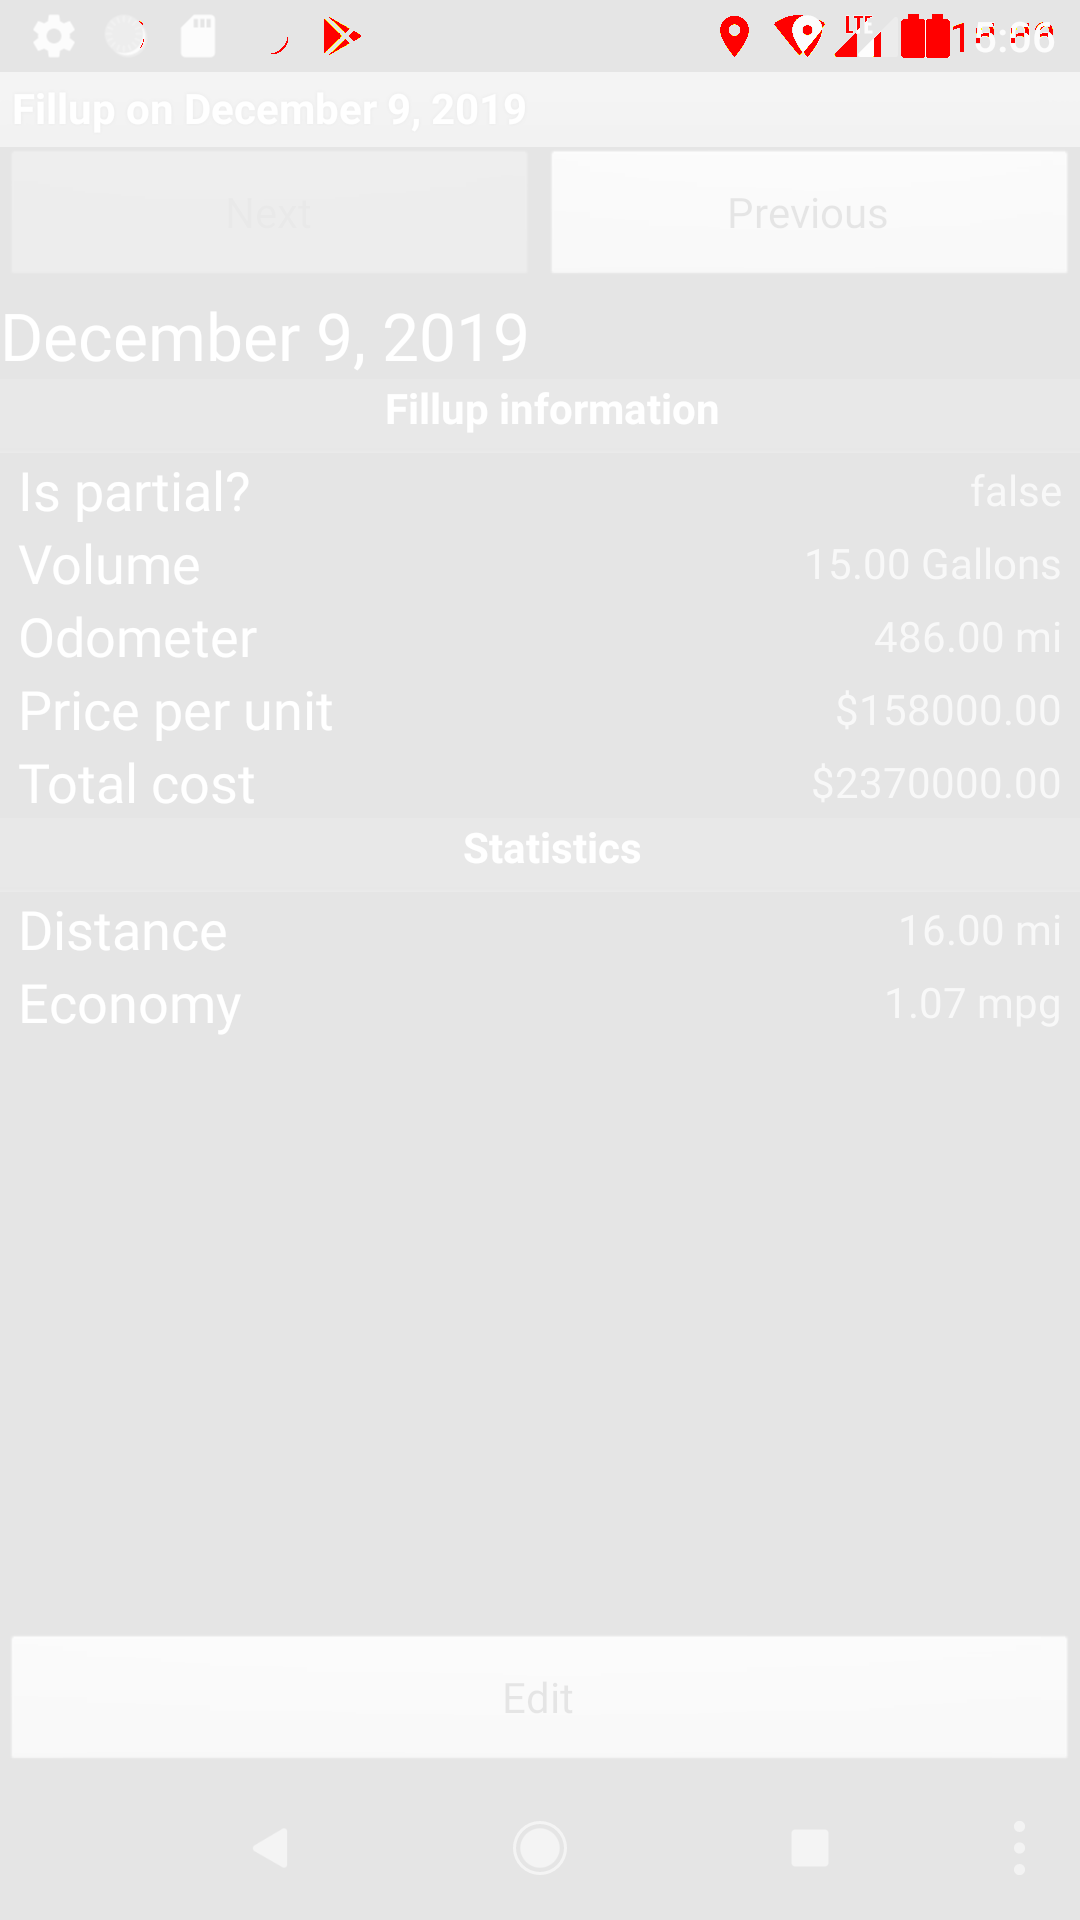 LTE
Fillup on December 9, 2019
Next
Previous
December 9, 2019
Fillup information
Is partial?
false
Volume
15.00 Gallons
Odometer
486.00 mi
Price per unit
$158000.00
Total cost
$2370000.00
Statistics
Distance
16.00 mi
Economy
1.07 mpg
Edit